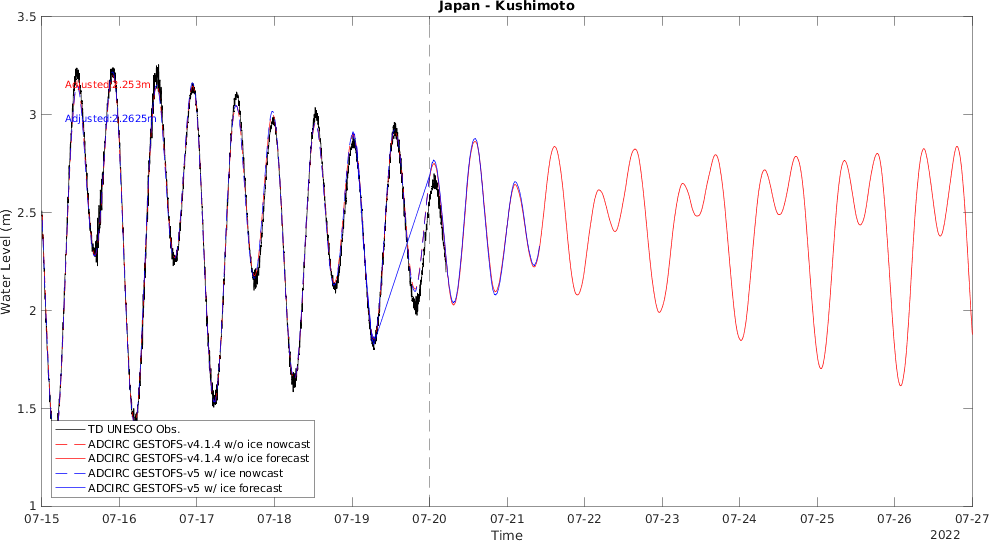 Japan - Kushimoto
3.5
3
2.5
2
1.5
1
Water Level (m)
Adjusted:2.253m
Adjusted:2.2625m
TD UNESCO Obs.
ADCIRC GESTOFS-v4.1.4 w/o ice nowcast
ADCIRC GESTOFS-v4.1.4 w/o ice forecast
ADCIRC GESTOFS-v5 w/ ice nowcast
ADCIRC GESTOFS-v5 w/ ice forecast
07-15 07-16 07-17 07-18 07-19 07-20 07-21 07-22 07-23 07-24 07-25 07-26 07-27
Time
2022